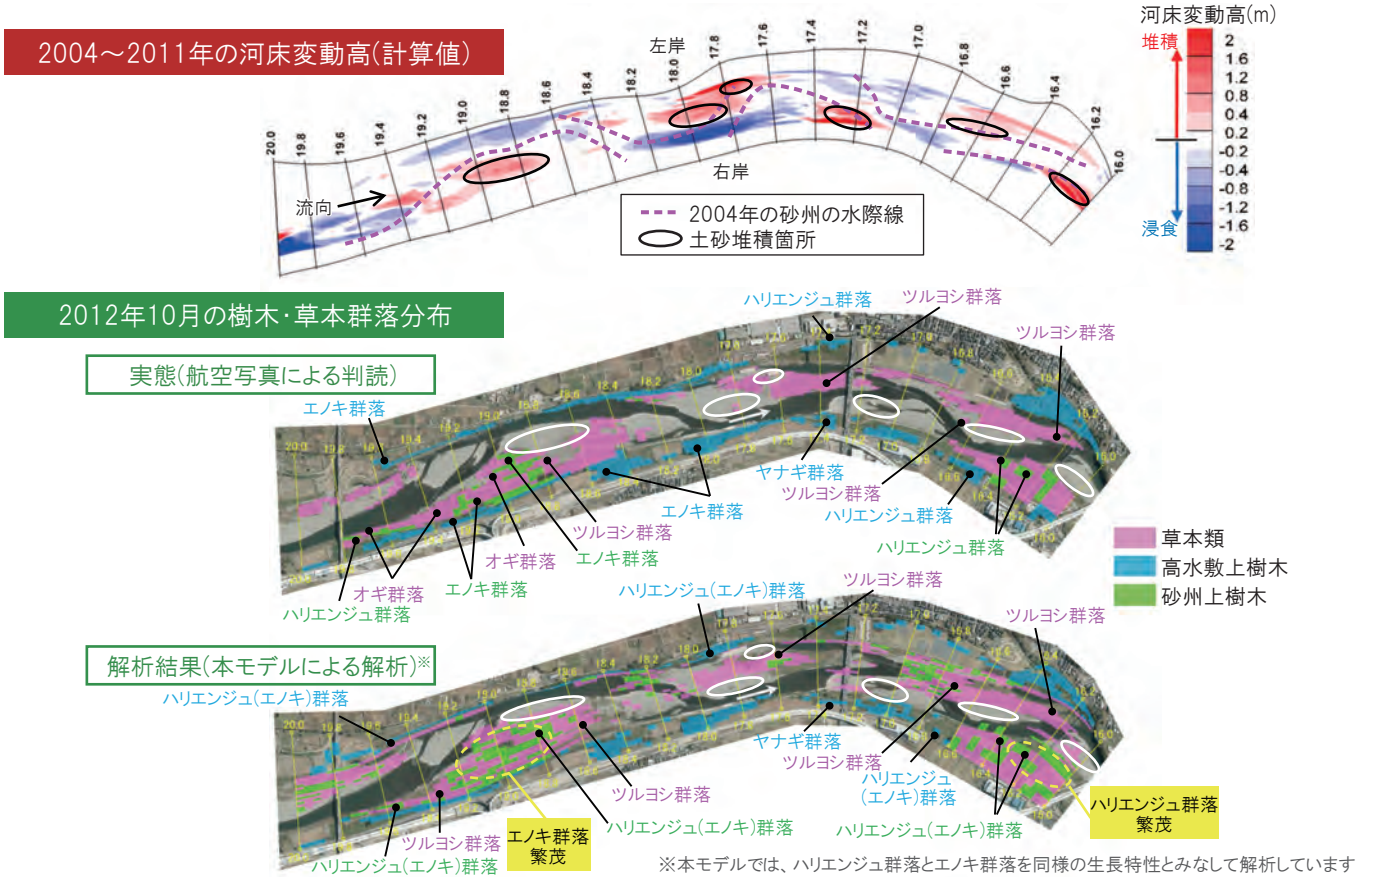 2004～2011年の河床変動高(計算値)
河床変動高(m)
堆積
浸食
2
1.6
1.2
0.8
0.4
0.2
-0.2
-0.4
-0.8
-1.2
-1.6
-2
左岸
右岸
流向
20.0
19.8
19.6
19.4
19.2
19.0
18.8
18.6
18.4
18.2
18.0
17.8
17.6
17.4
17.2
17.0
16.8
16.6
16.4
16.2
16.0
2004年の砂州の水際線
土砂堆積箇所
2012年10月の樹木・草本群落分布
実態(航空写真による判読)
ハリエンジュ群落
ツルヨシ群落
ツルヨシ群落
エノキ群落
ヤナギ群落
ツルヨシ群落
エノキ群落
ハリエンジュ群落
ツルヨシ群落
ハリエンジュ群落
オギ群落
エノキ群落
エノキ群落
オギ群落
ハリエンジュ群落
草本類
高水敷上樹木
砂州上樹木
解析結果(本モデルによる解析)※
ハリエンジュ(エノキ)群落
ツルヨシ群落
ツルヨシ群落
ハリエンジュ(エノキ)群落
ヤナギ群落
ツルヨシ群落
ハリエンジュ
(エノキ)群落
ツルヨシ群落
ハリエンジュ群落
繁茂
ハリエンジュ(エノキ)群落
ハリエンジュ(エノキ)群落
エノキ群落
繁茂
ツルヨシ群落
ハリエンジュ(エノキ)群落
※本モデルでは、ハリエンジュ群落とエノキ群落を同様の生長特性とみなして解析しています